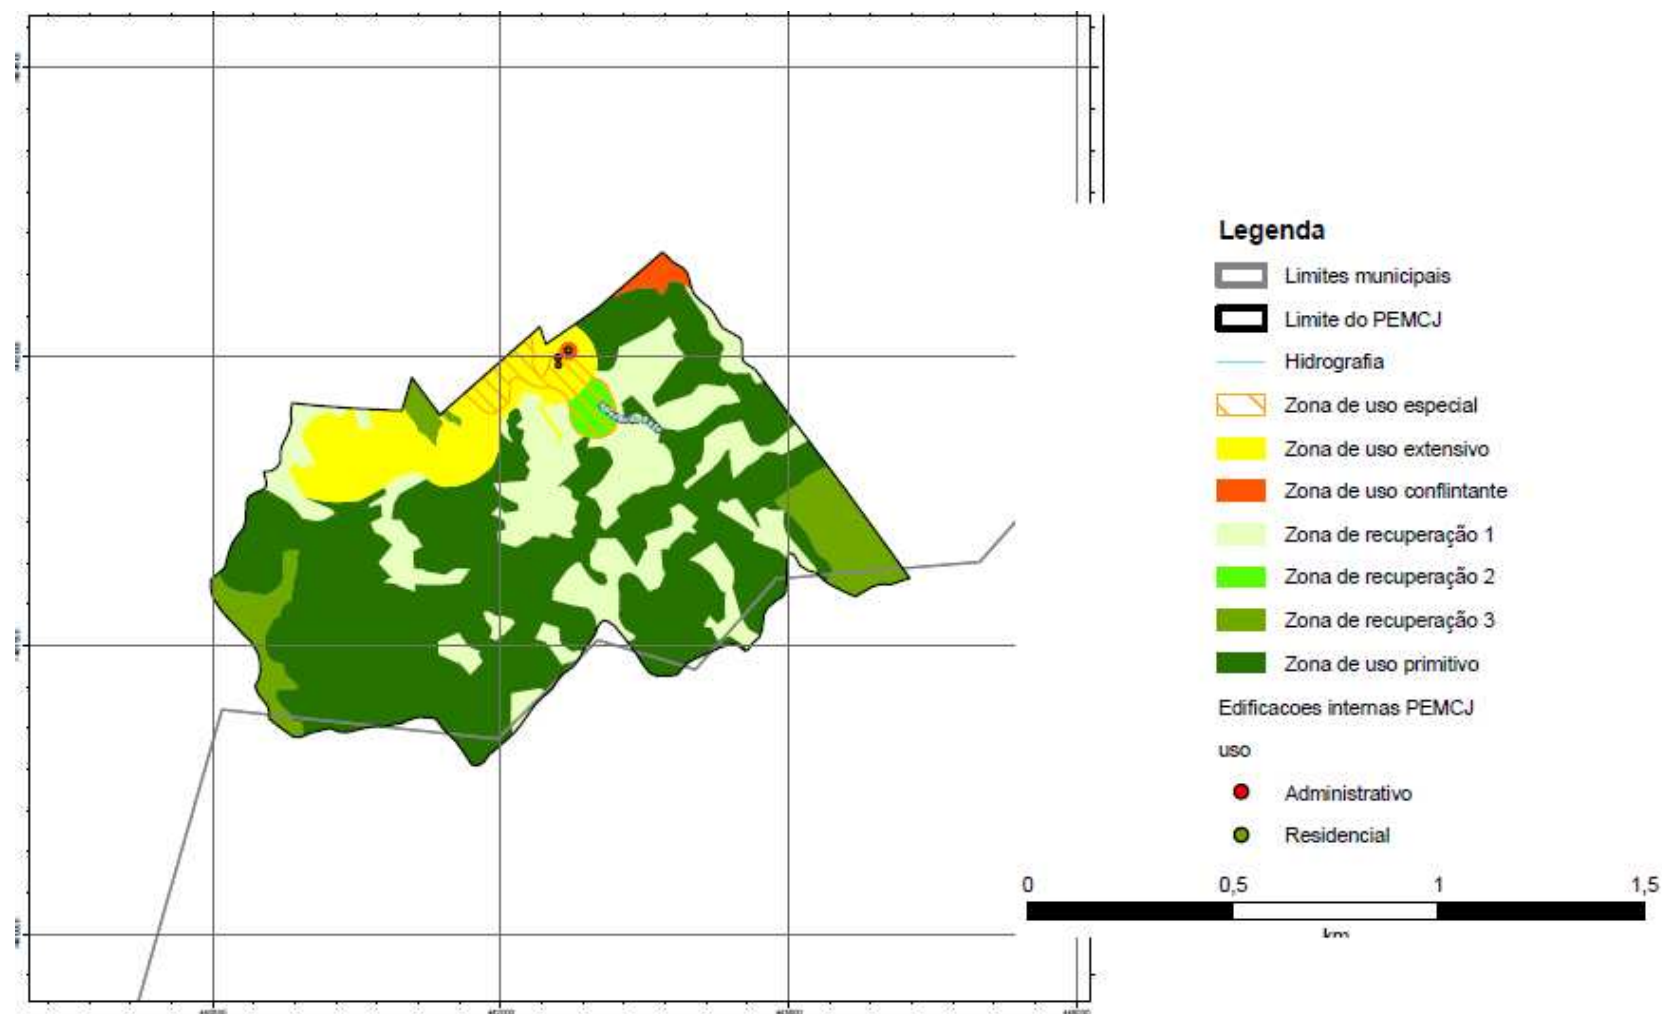 Legenda
Limites municipais
Limite do PEMCJ
Hidrografia
Zona de uso especial
Zona de uso extensivo
Zona de uso conflintante
Zona de recuperação 1
Zona de recuperação 2
Zona de recuperação 3
Zona de uso primitivo
Edificacoes internas PEMCJ
uso
Administrativo
Residencial
0 0,5 1 1,5
km